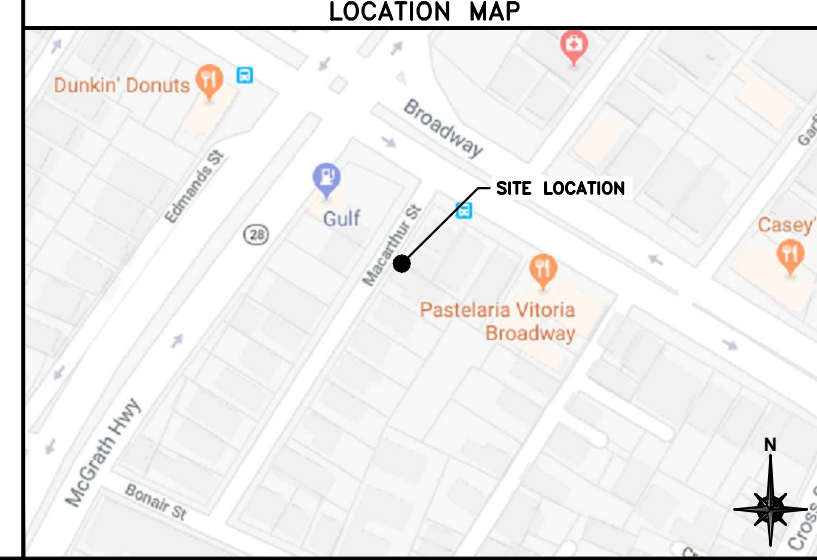 LOCATION MAP
Dunkin' Donuts
Broadway
Edmands St
SITE LOCATION
Gulf
28
Macarthur St
Casey'
Pastelaria Vitoria
Broadway
McGrath Hwy
N
Bonair St
Cross